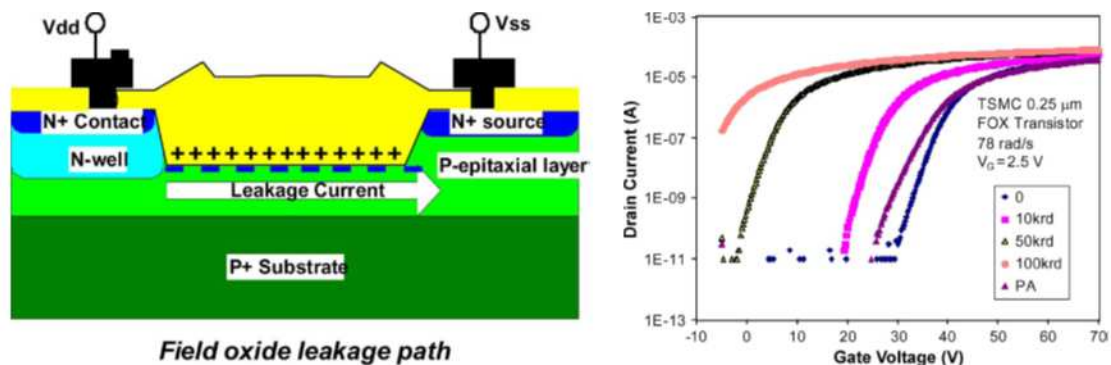 Vdd
Vss
N+ Contact
N+ source
N-well
P-epitaxial layer
Leakage Current
P+ Substrate
Field oxide leakage path
Drain Current (A)
1E-03
1E-05
1E-07
1E-09
1E-11
1E-13
-10 0 10 20 30 40 50 60 70
Gate Voltage (V)
TSMC 0.25 μm
FOX Transistor
78 rad/s
VG=2.5 V
0
10krd
50krd
100krd
PA